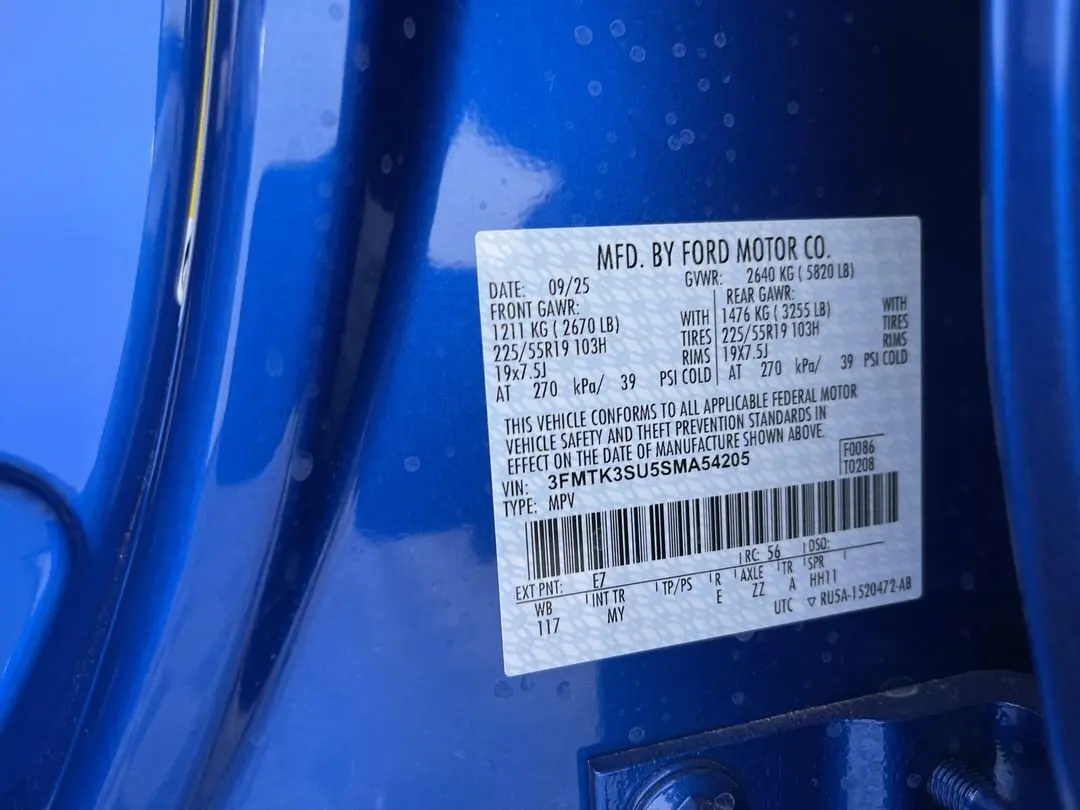 MFD. BY FORD MOTOR CO.
DATE: 09/25 GVWR: 2640 KG ( 5820 LB)
FRONT GAWR: REAR GAWR:
1211 KG ( 2670 LB) WITH 1476 KG ( 3255 LB) WITH
225/55R19 103H TIRES 225/55R19 103H TIRES
19x7.5J RIMS 19X7.5J RIMS
AT 270 kPa/ 39 PSI COLD AT 270 kPa/ 39 PSI COLD
THIS VEHICLE CONFORMS TO ALL APPLICABLE FEDERAL MOTOR
VEHICLE SAFETY AND THEFT PREVENTION STANDARDS IN
EFFECT ON THE DATE OF MANUFACTURE SHOWN ABOVE.
VIN: 3FMTK3SU5SMA54205 F0086
TYPE: MPV T0208
EXT PNT: E7 RC: 56 DSO:
WB INT TR TP/PS R AXLE TR SPR
117 MY E ZZ A HH11
UTC ▽ RU5A-1520472-AB